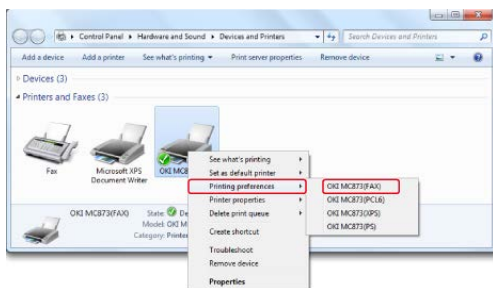 Control Panel ▸ Hardware and Sound ▸ Devices and Printers
Search Devices and Printers
Add a device Add a printer See what's printing Print server properties Remove device
Devices (3)
Printers and Faxes (3)
Fax
Microsoft XPS
Document Writer
OKI MC8
See what's printing
Set as default printer
Printing preferences
Printer properties
Delete print queue
Create shortcut
Troubleshoot
Remove device
Properties
OKI MC873(FAX)
OKI MC873(PCL6)
OKI MC873(XPS)
OKI MC873(PS)
OKI MC873(FAX)
State: De
Model: OKI M
Category: Printer